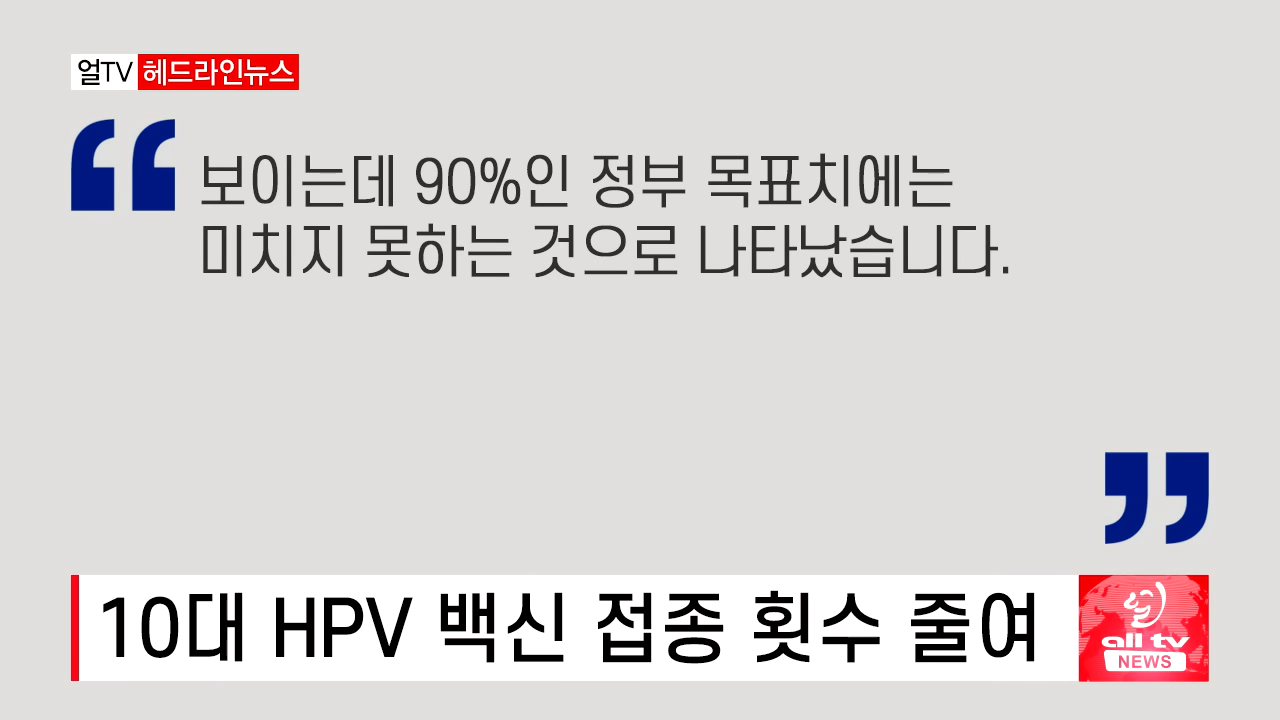 얼TV 헤드라인뉴스
보이는데 90%인 정부 목표치에는
미치지 못하는 것으로 나타났습니다.
10대 HPV 백신 접종 횟수 줄여
all tv
NEWS